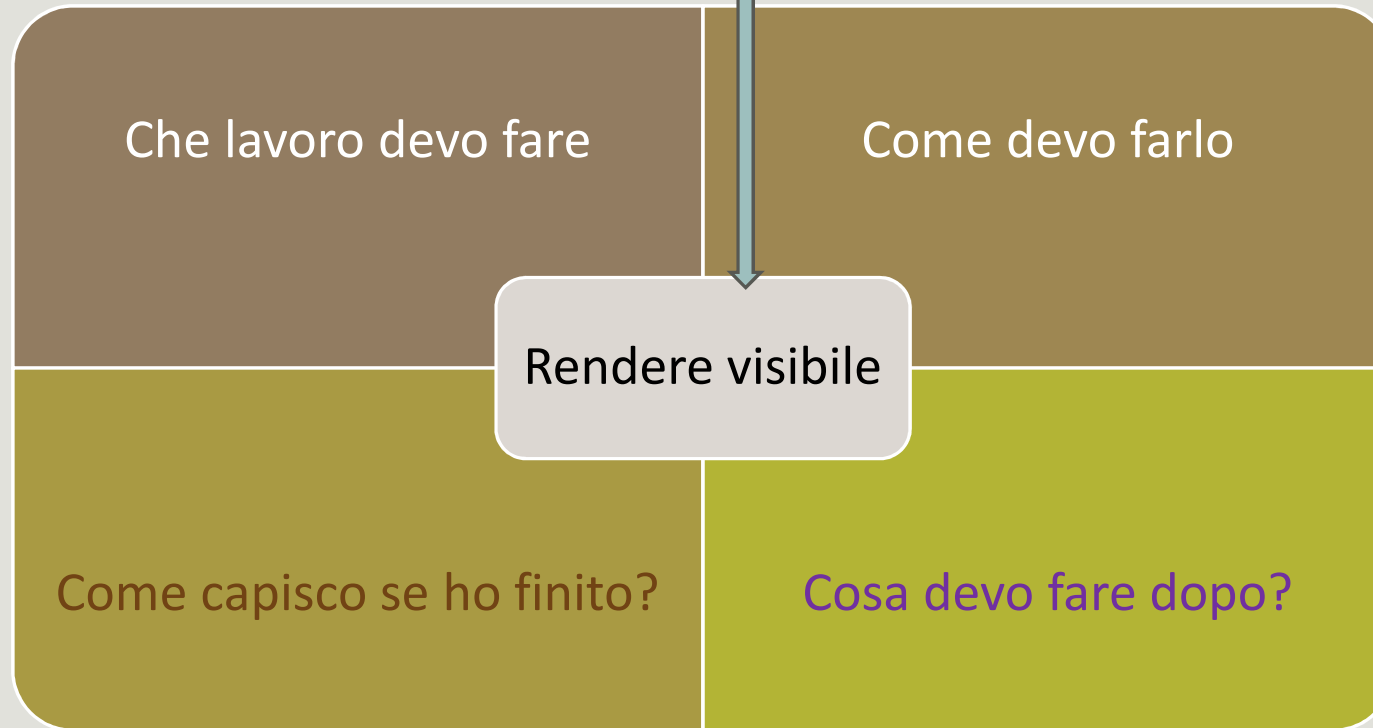 Che lavoro devo fare
Come devo farlo
Rendere visibile
Come capisco se ho finito?
Cosa devo fare dopo?